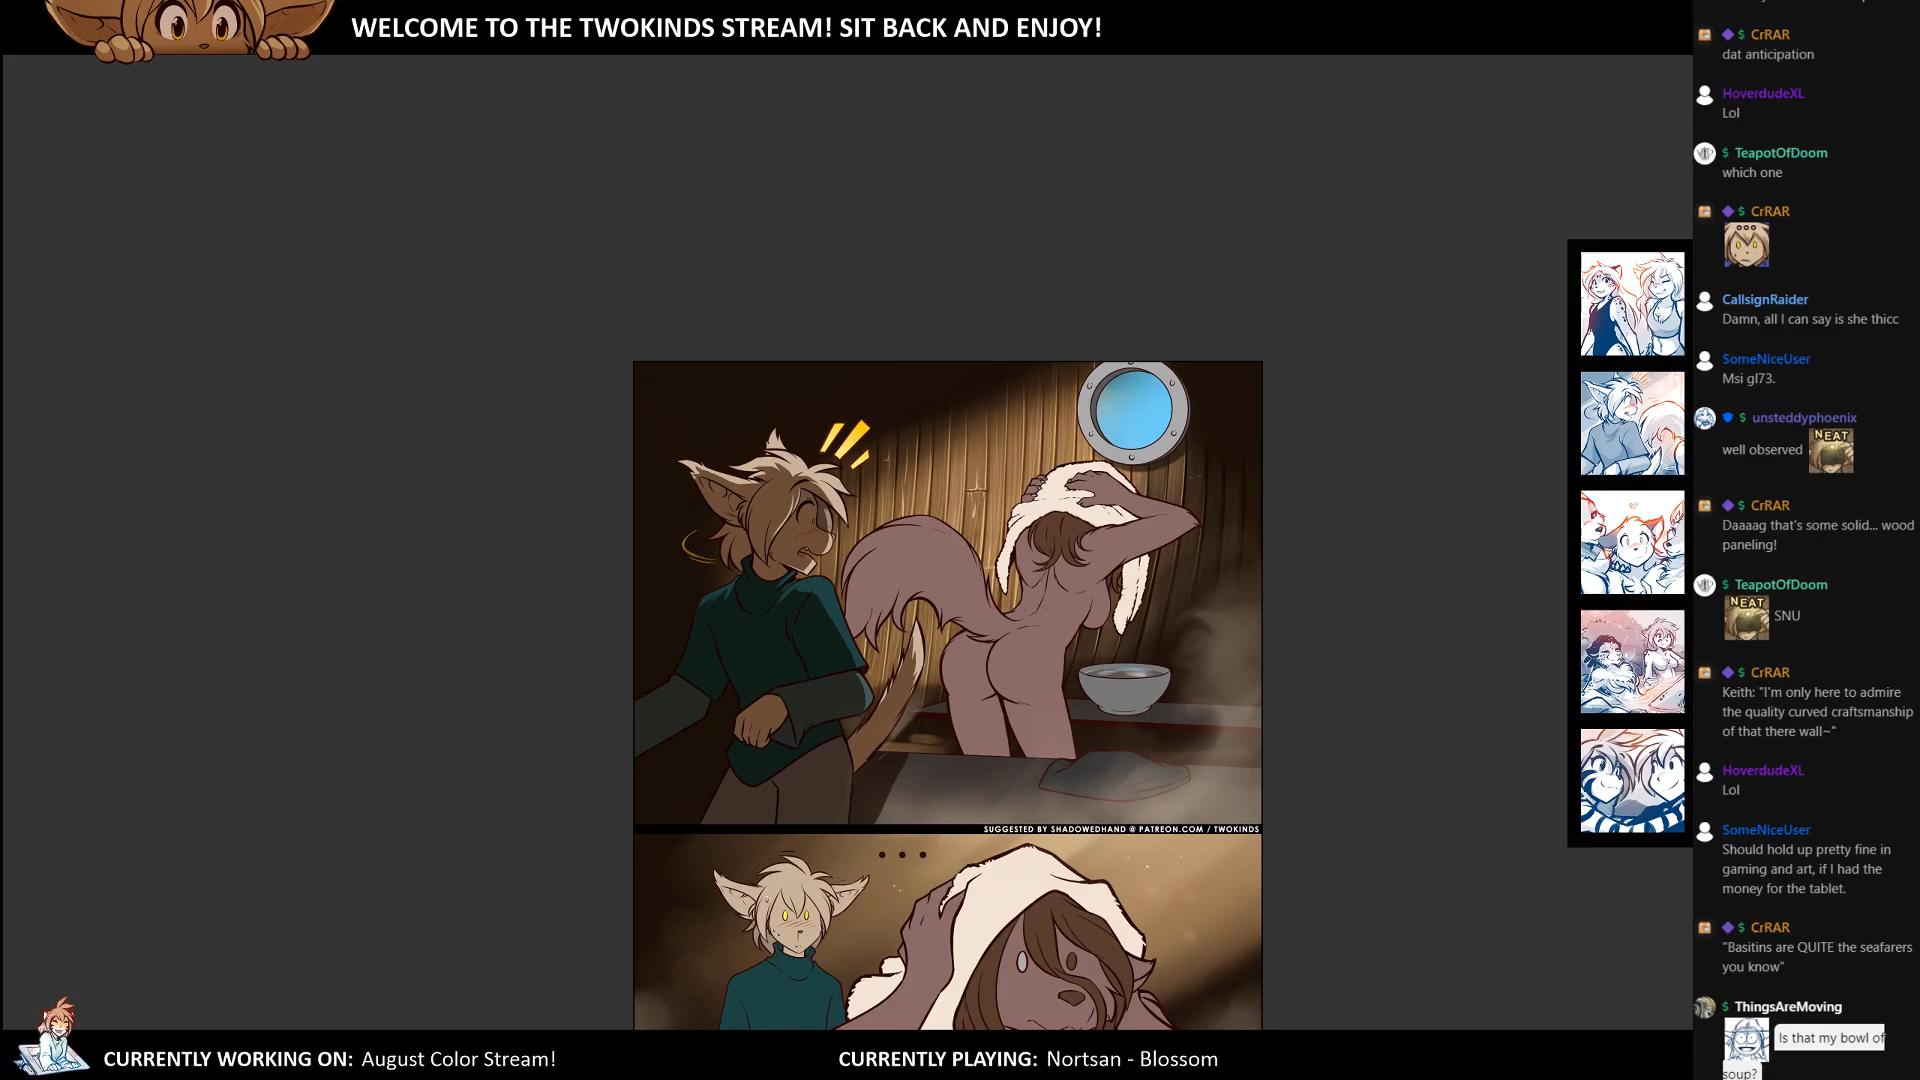 WELCOME TO THE TWOKINDS STREAM! SIT BACK AND ENJOY!
$ CrRAR
dat anticipation
HoverdudeXL
Lol
$ TeapotOfDoom
which one
$ CrRAR
CallsignRaider
Damn, all I can say is she thicc
SomeNiceUser
Msi gl73.
$ unsteddyphoenix
well observed NEAT
$ CrRAR
Daaaag that's some solid... wood
paneling!
$ TeapotOfDoom
NEAT SNU
$ CrRAR
Keith: "I'm only here to admire
the quality curved craftsmanship
of that there wall~"
HoverdudeXL
Lol
SomeNiceUser
Should hold up pretty fine in
gaming and art, if I had the
money for the tablet.
$ CrRAR
"Basitins are QUITE the seafarers
you know"
$ ThingsAreMoving
Is that my bowl of
soup?
SUGGESTED BY SHADOWEDHAND @ PATREON.COM / TWOKINDS
CURRENTLY WORKING ON: August Color Stream!
CURRENTLY PLAYING: Nortsan - Blossom